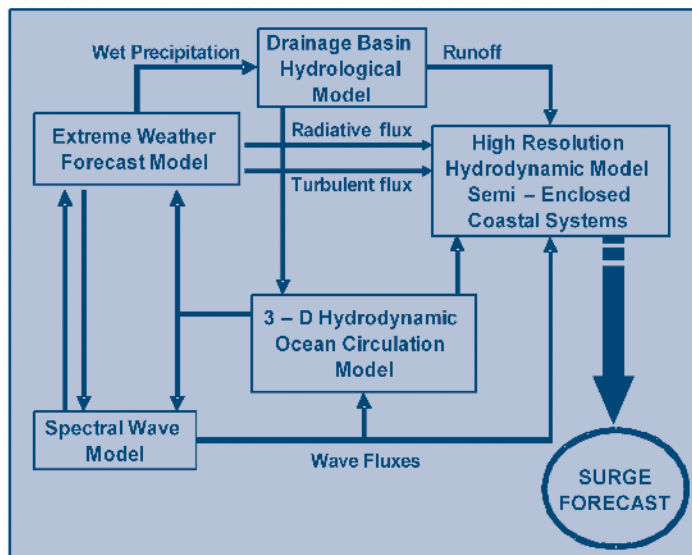 Wet Precipitation
Drainage Basin
Hydrological
Model
Runoff
Extreme Weather
Forecast Model
Radiative flux
Turbulent flux
High Resolution
Hydrodynamic Model
Semi – Enclosed
Coastal Systems
3 – D Hydrodynamic
Ocean Circulation
Model
Spectral Wave
Model
Wave Fluxes
SURGE
FORECAST